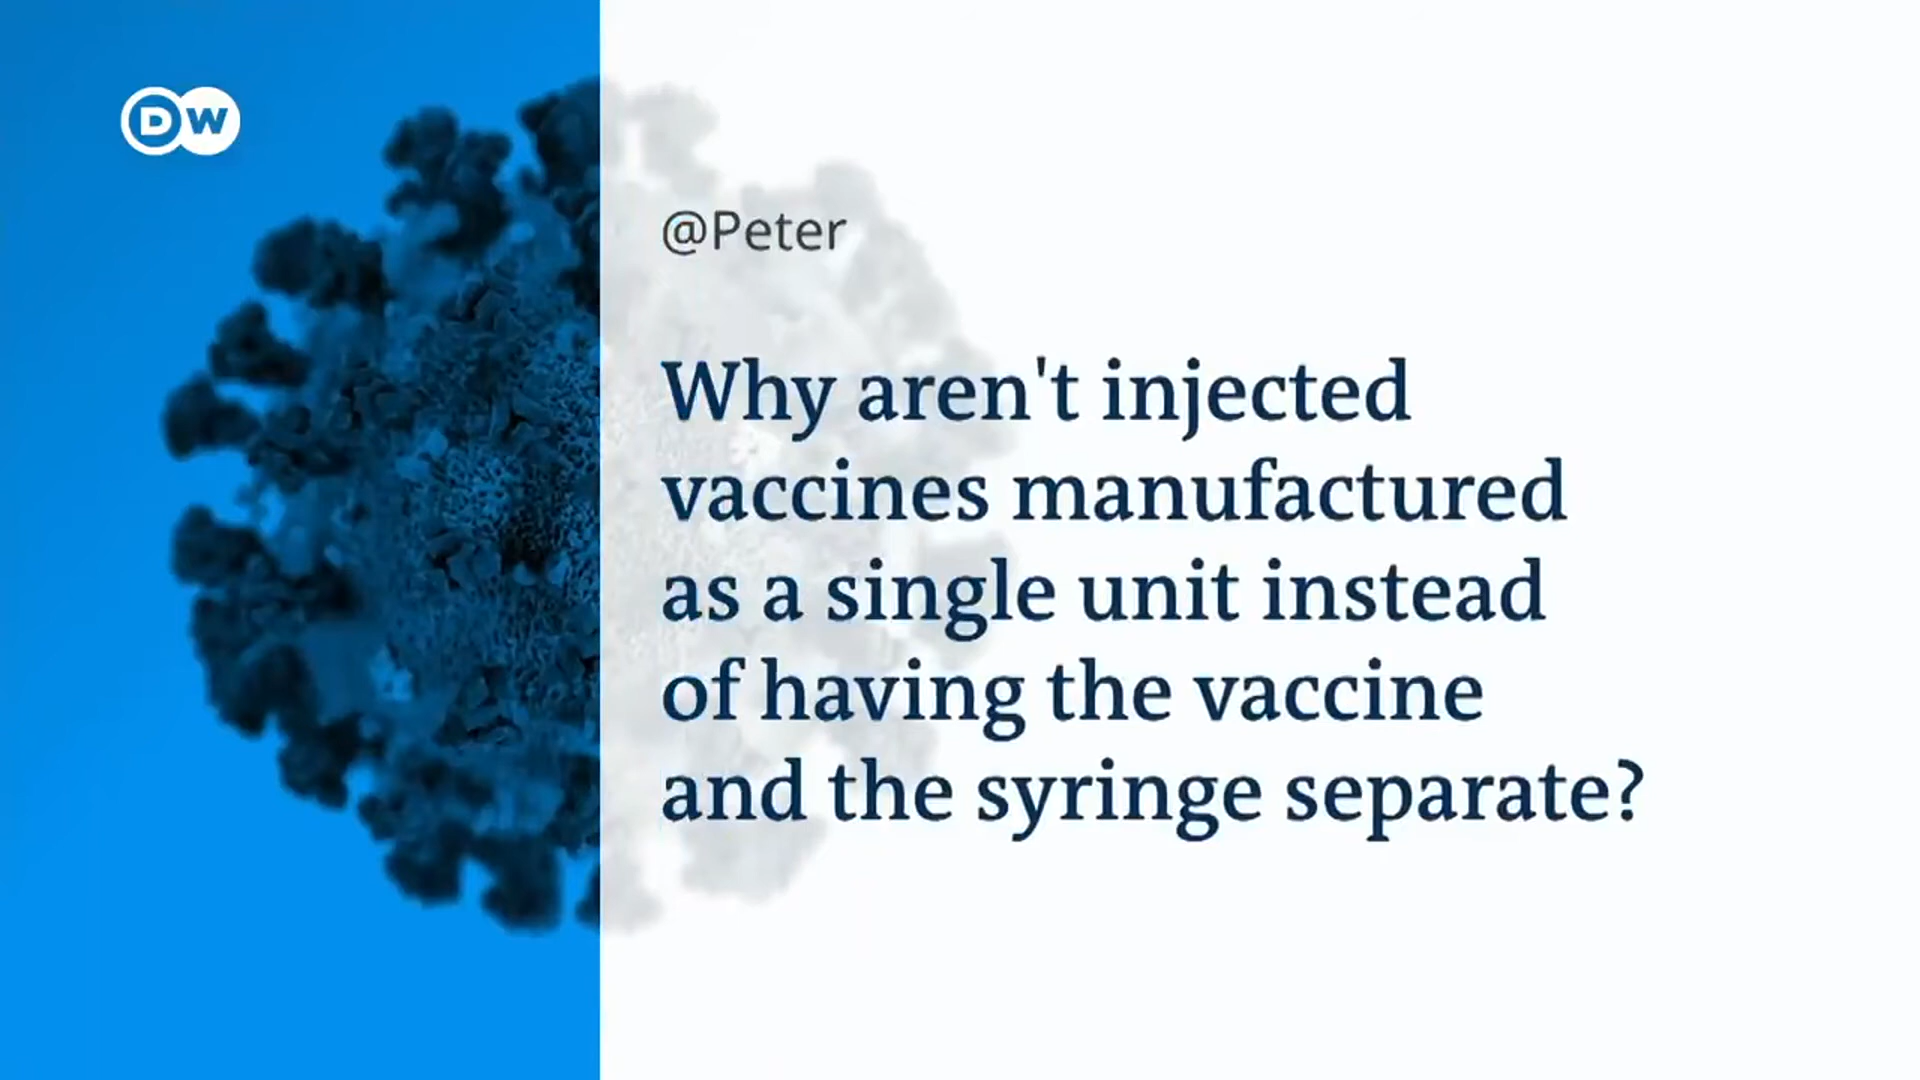 DW
@Peter
Why aren't injected
vaccines manufactured
as a single unit instead
of having the vaccine
and the syringe separate?